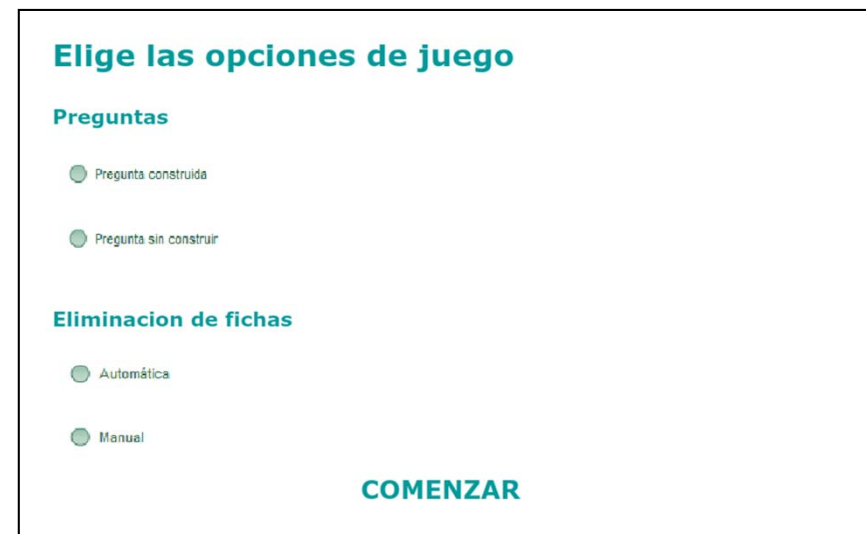 Elige las opciones de juego
Preguntas
Pregunta construida
Pregunta sin construir
Eliminacion de fichas
Automática
Manual
COMENZAR